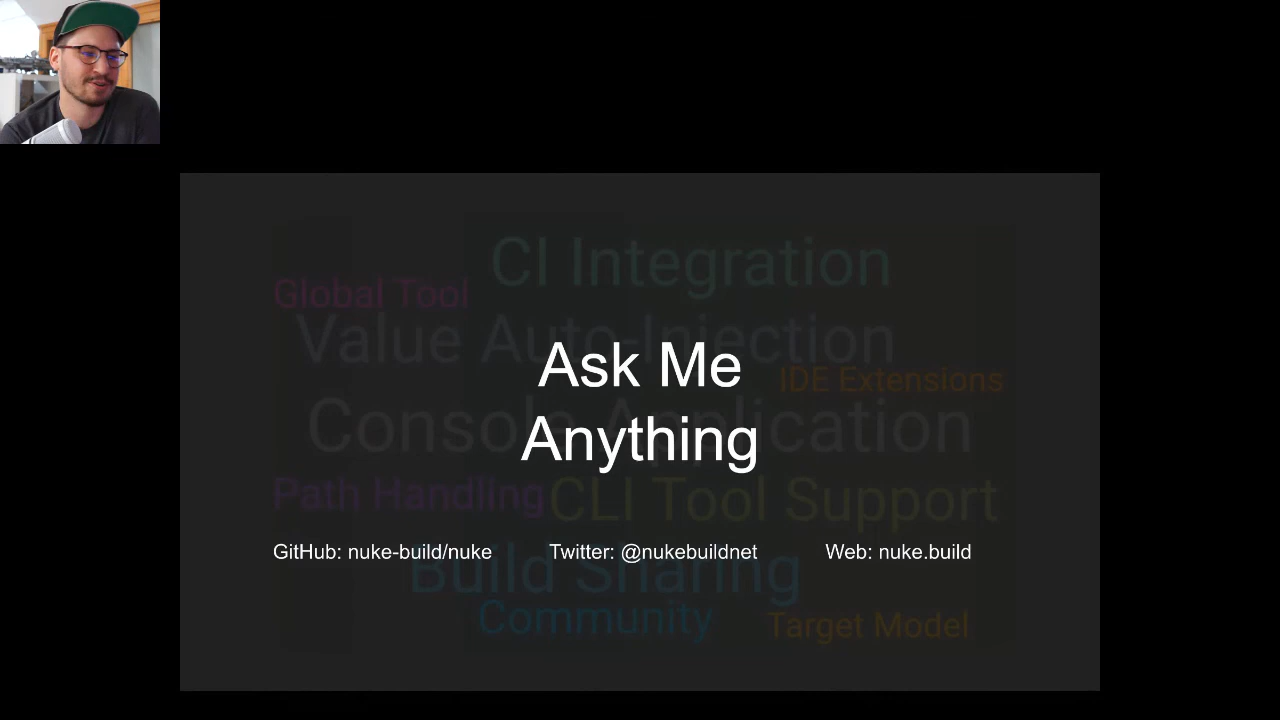 CI Integration
Global Tool
Value Auto-Injection
Ask Me
IDE Extensions
Console Application
Anything
Path Handling
CLI Tool Support
GitHub: nuke-build/nuke
Twitter: @nukebuildnet
Web: nuke.build
Build Sharing
Community
Target Model